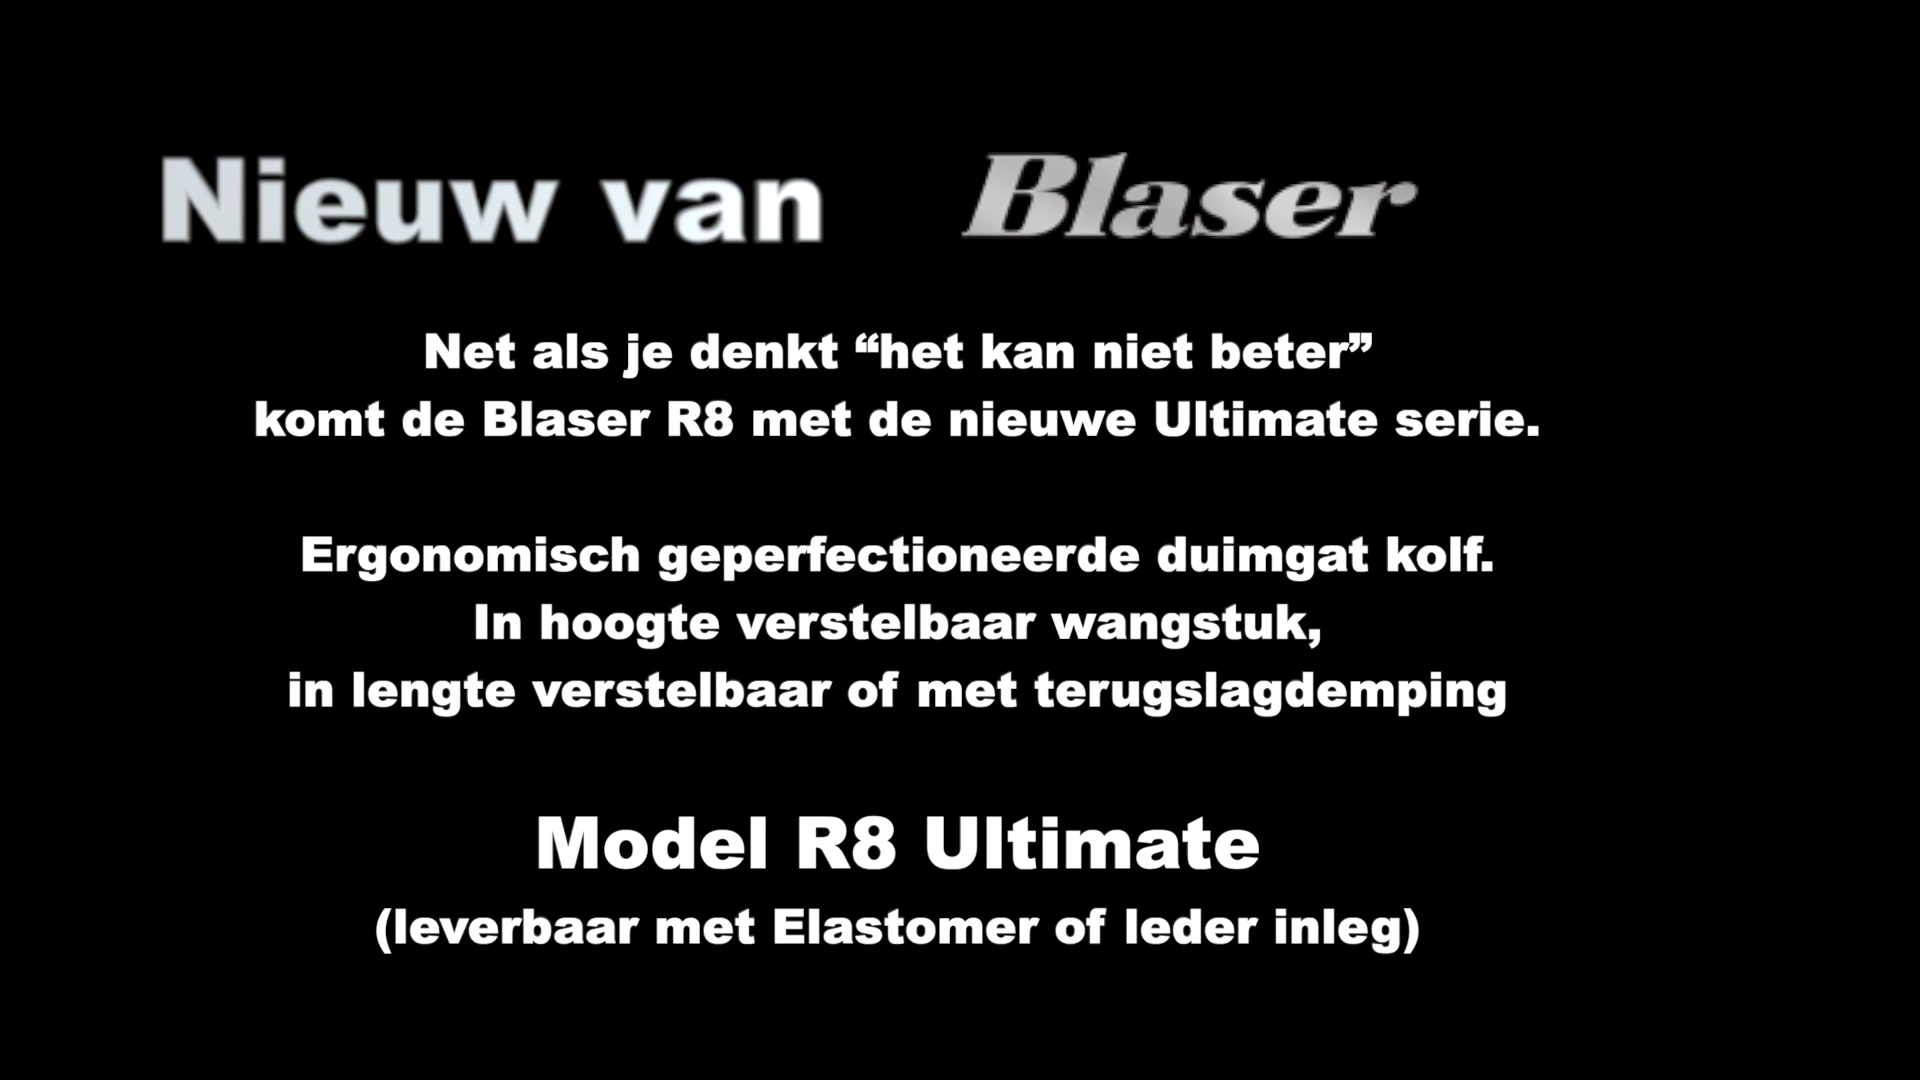 Nieuw van Blaser
Net als je denkt “het kan niet beter”
komt de Blaser R8 met de nieuwe Ultimate serie.
Ergonomisch geperfectioneerde duimgat kolf.
In hoogte verstelbaar wangstuk,
in lengte verstelbaar of met terugslagdemping
Model R8 Ultimate
(leverbaar met Elastomer of leder inleg)